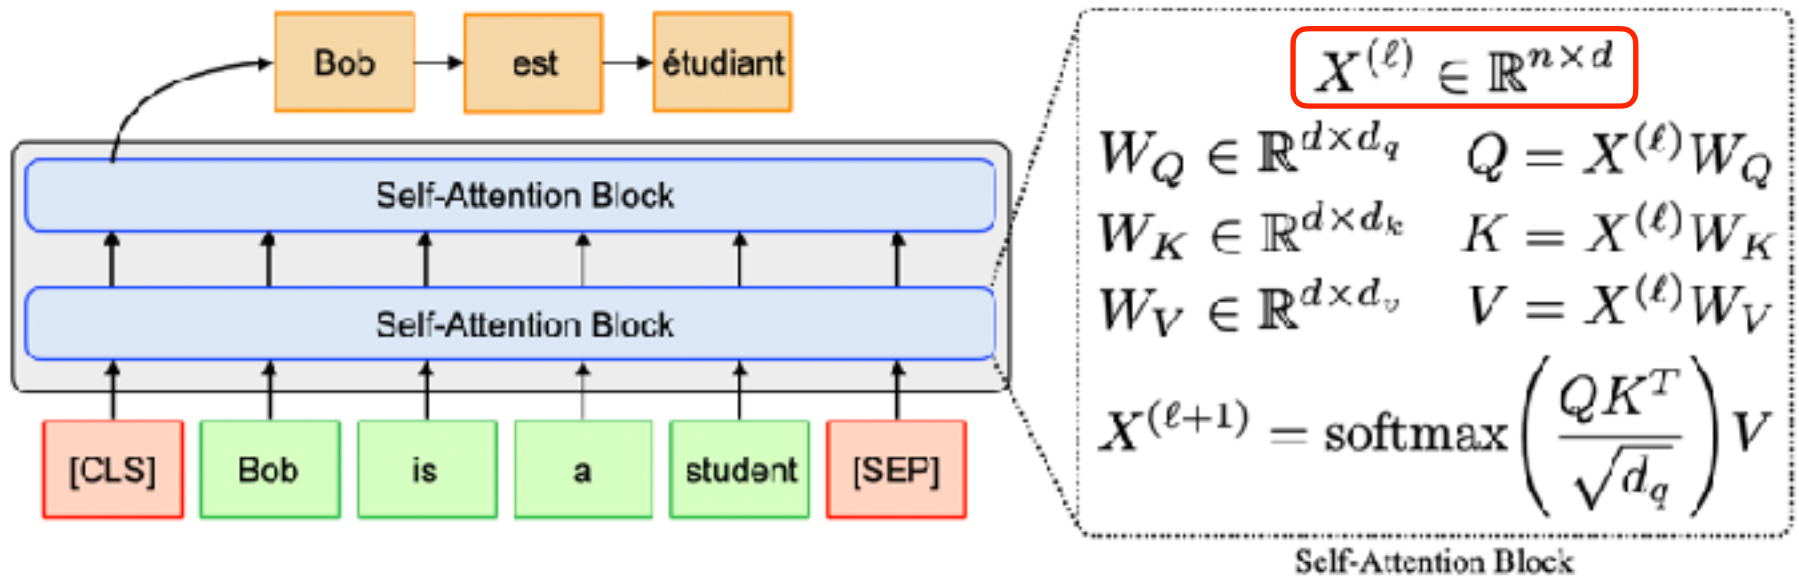 Bob est étudiant
Self-Attention Block
Self-Attention Block
[CLS] Bob is a student [SEP]
X^{(ℓ)} ∈ ℝ^{n×d}
W_Q ∈ ℝ^{d×d_q} Q = X^{(ℓ)}W_Q
W_K ∈ ℝ^{d×d_k} K = X^{(ℓ)}W_K
W_V ∈ ℝ^{d×d_v} V = X^{(ℓ)}W_V
X^{(ℓ+1)} = softmax(QK^T / √d_q)V
Self-Attention Block